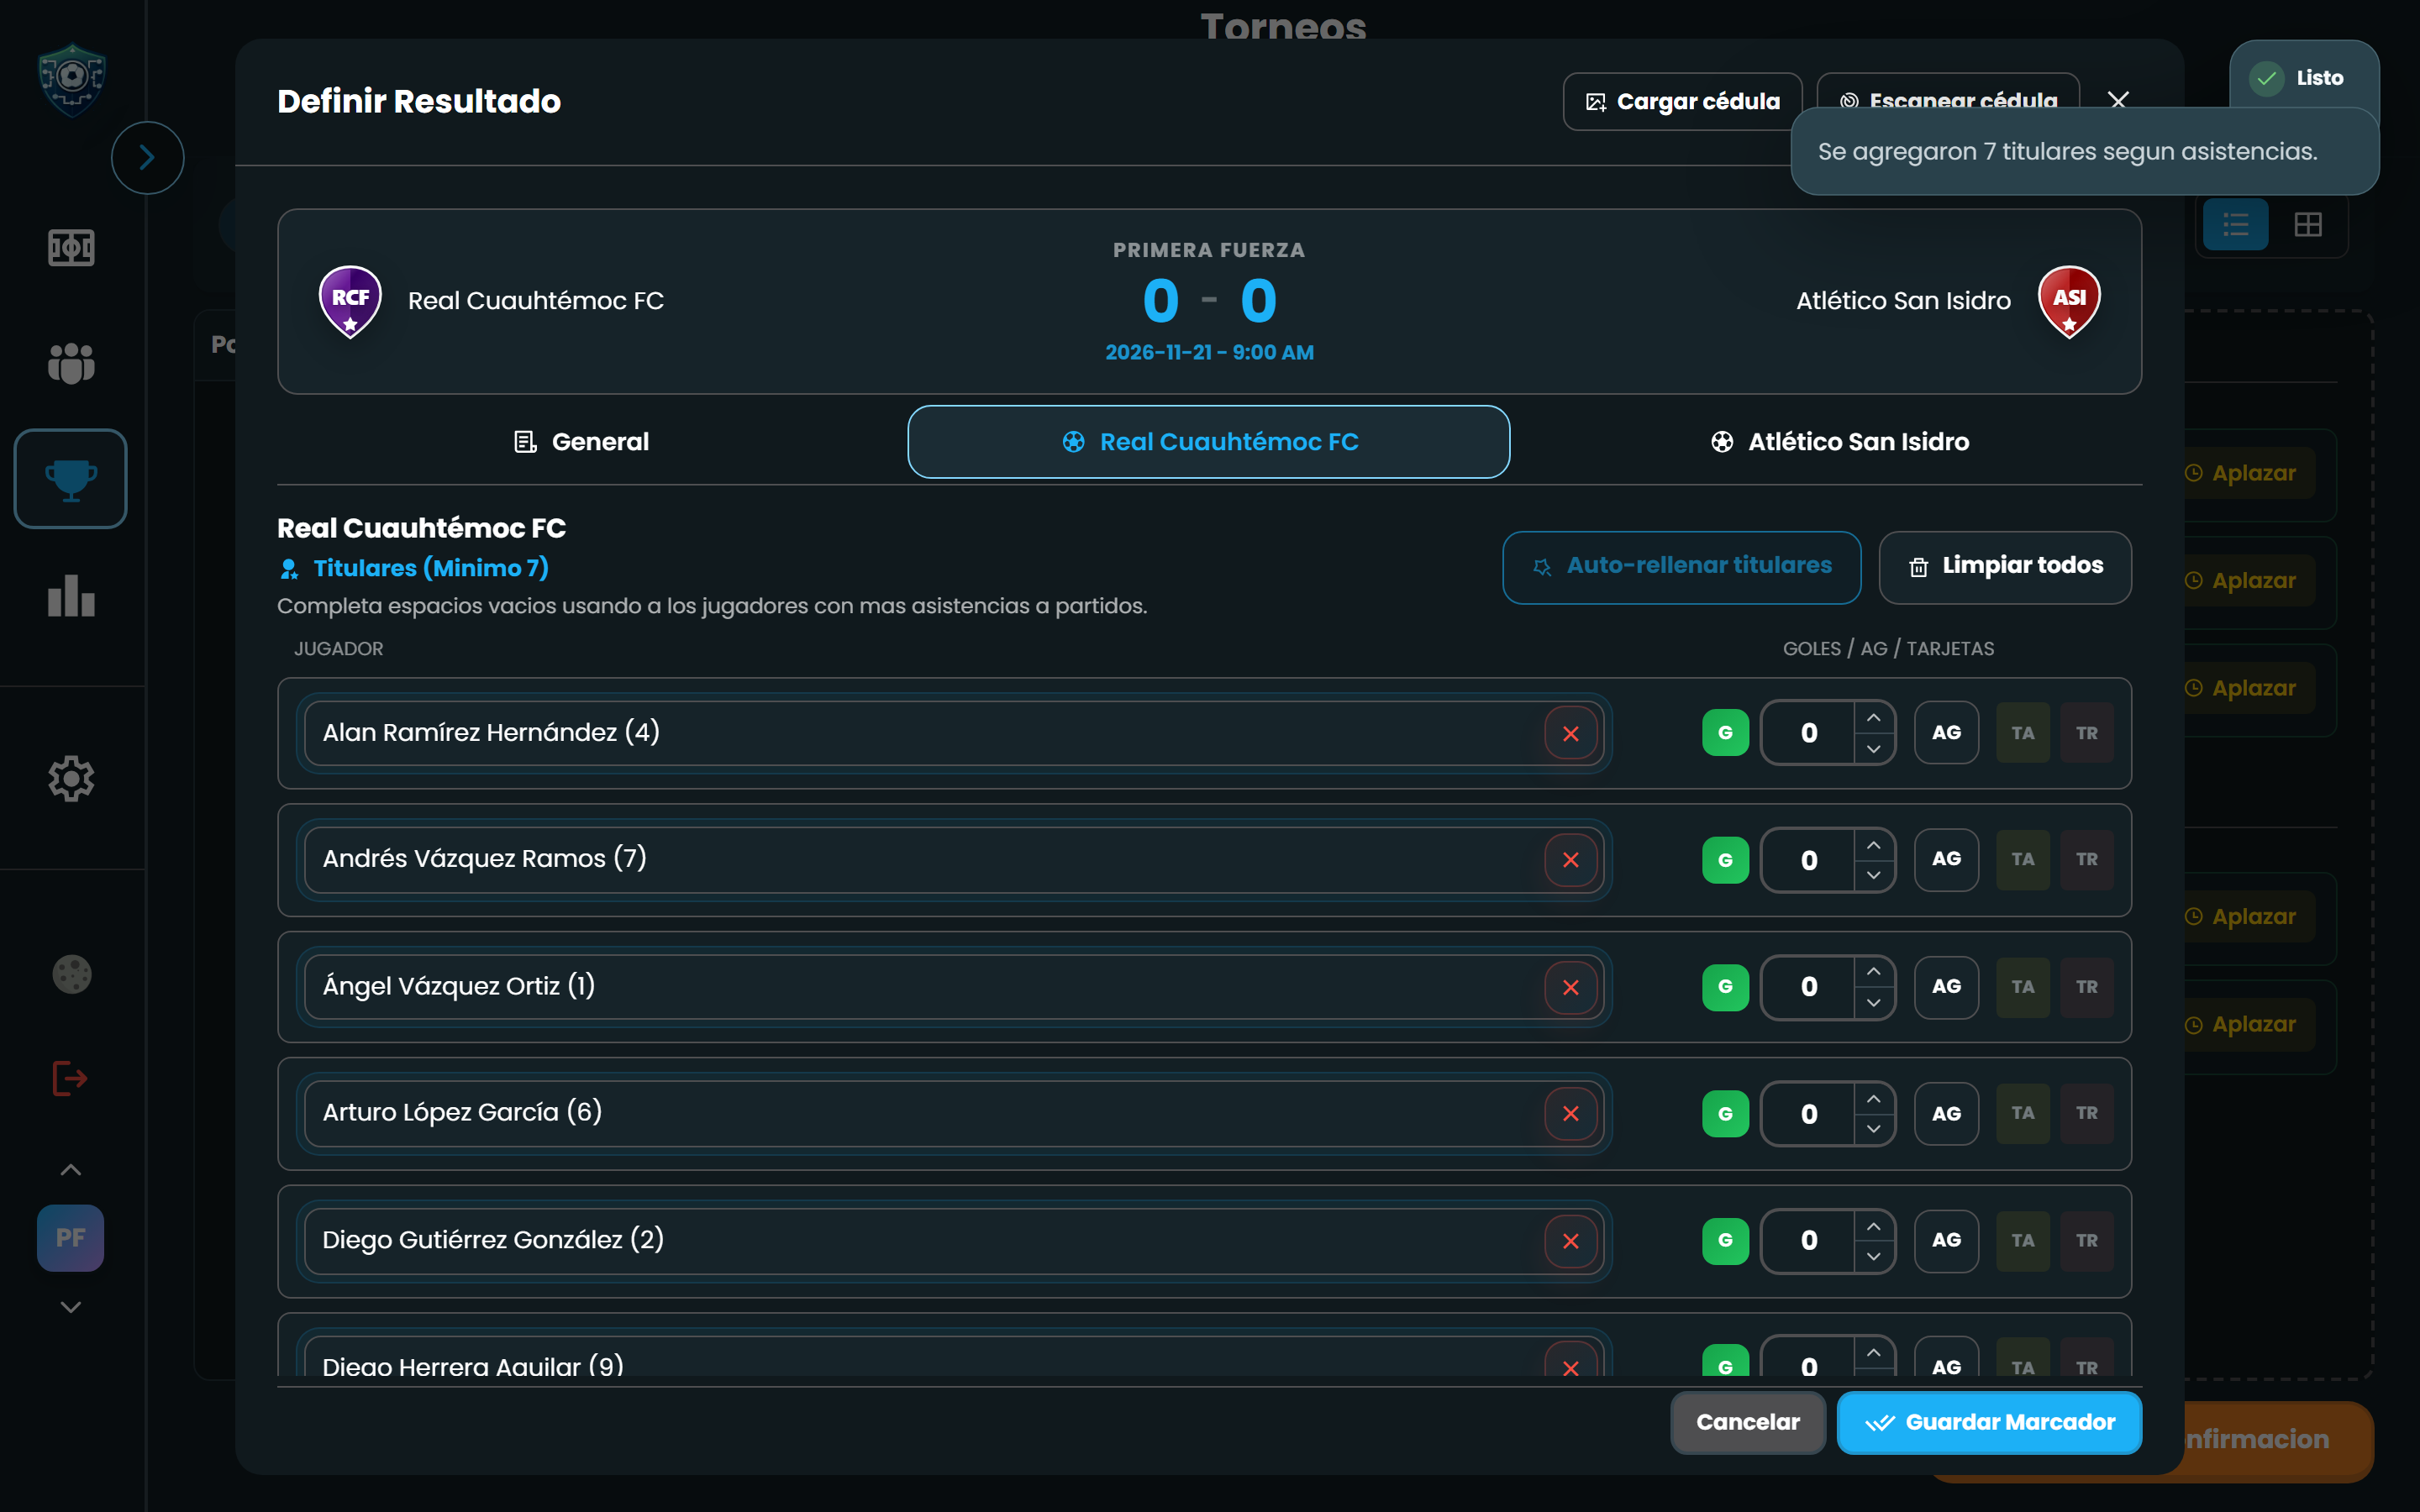 Torneos
Definir Resultado
Cargar cédula
Escanear cédula
Listo
Se agregaron 7 titulares segun asistencias.
PRIMERA FUERZA
RCF
Real Cuauhtémoc FC
0 - 0
Atlético San Isidro
ASI
2026-11-21 - 9:00 AM
General
Real Cuauhtémoc FC
Atlético San Isidro
Real Cuauhtémoc FC
Titulares (Minimo 7)
Completa espacios vacios usando a los jugadores con mas asistencias a partidos.
Auto-rellenar titulares
Limpiar todos
JUGADOR
GOLES / AG / TARJETAS
Alan Ramírez Hernández (4)
G 0 AG TA TR
Andrés Vázquez Ramos (7)
G 0 AG TA TR
Ángel Vázquez Ortiz (1)
G 0 AG TA TR
Arturo López García (6)
G 0 AG TA TR
Diego Gutiérrez González (2)
G 0 AG TA TR
Diego Herrera Aguilar (9)
G 0 AG TA TR
Cancelar
Guardar Marcador
Aplazar
Aplazar
Aplazar
Aplazar
Aplazar
PF